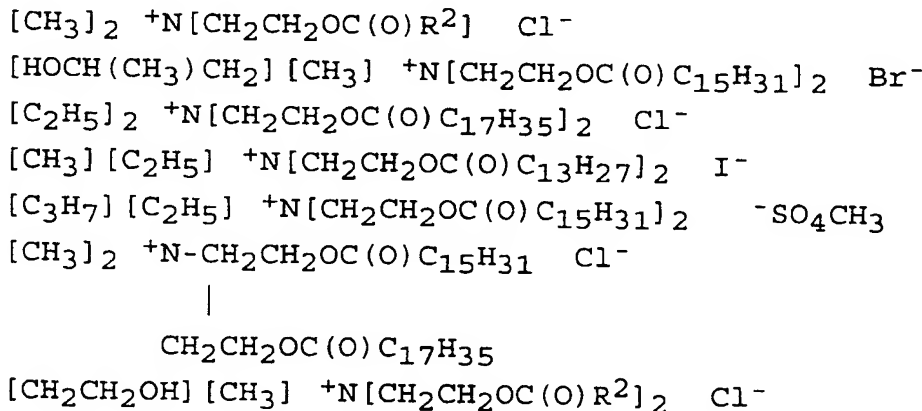 [CH₃]₂ ⁺N[CH₂CH₂OC(O)R²] Cl⁻
[HOCH(CH₃)CH₂][CH₃] ⁺N[CH₂CH₂OC(O)C₁₅H₃₁]₂ Br⁻
[C₂H₅]₂ ⁺N[CH₂CH₂OC(O)C₁₇H₃₅]₂ Cl⁻
[CH₃][C₂H₅] ⁺N[CH₂CH₂OC(O)C₁₃H₂₇]₂ I⁻
[C₃H₇][C₂H₅] ⁺N[CH₂CH₂OC(O)C₁₅H₃₁]₂ ⁻SO₄CH₃
[CH₃]₂ ⁺N-CH₂CH₂OC(O)C₁₅H₃₁ Cl⁻
|
CH₂CH₂OC(O)C₁₇H₃₅
[CH₂CH₂OH][CH₃] ⁺N[CH₂CH₂OC(O)R²]₂ Cl⁻